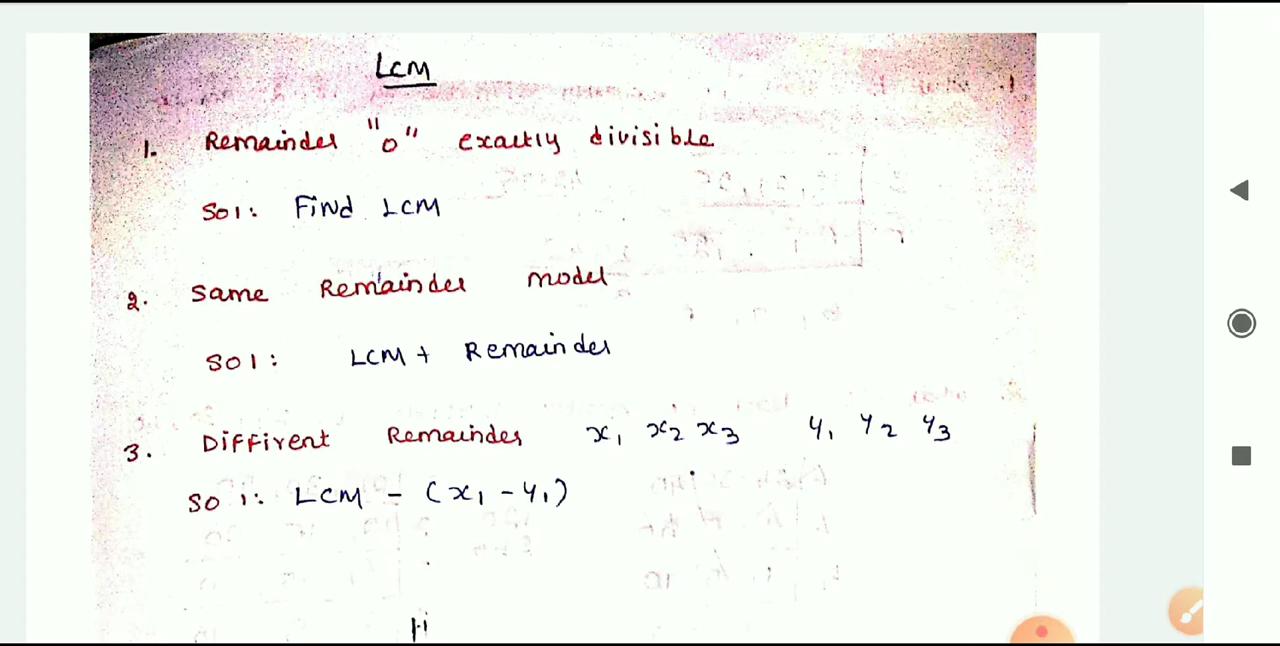 LCM
1. Remainder "0" exactly divisible
Sol: Find LCM
2. Same Remainder model
Sol: LCM + Remainder
3. Diffirent Remainder x₁ x₂ x₃ y₁ y₂ y₃
Sol: LCM - (x₁ - y₁)